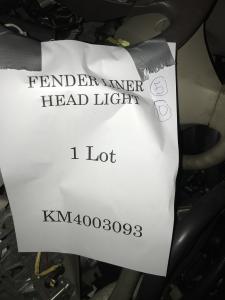 FENDER LINER
HEAD LIGHT
1 Lot
KM4003093